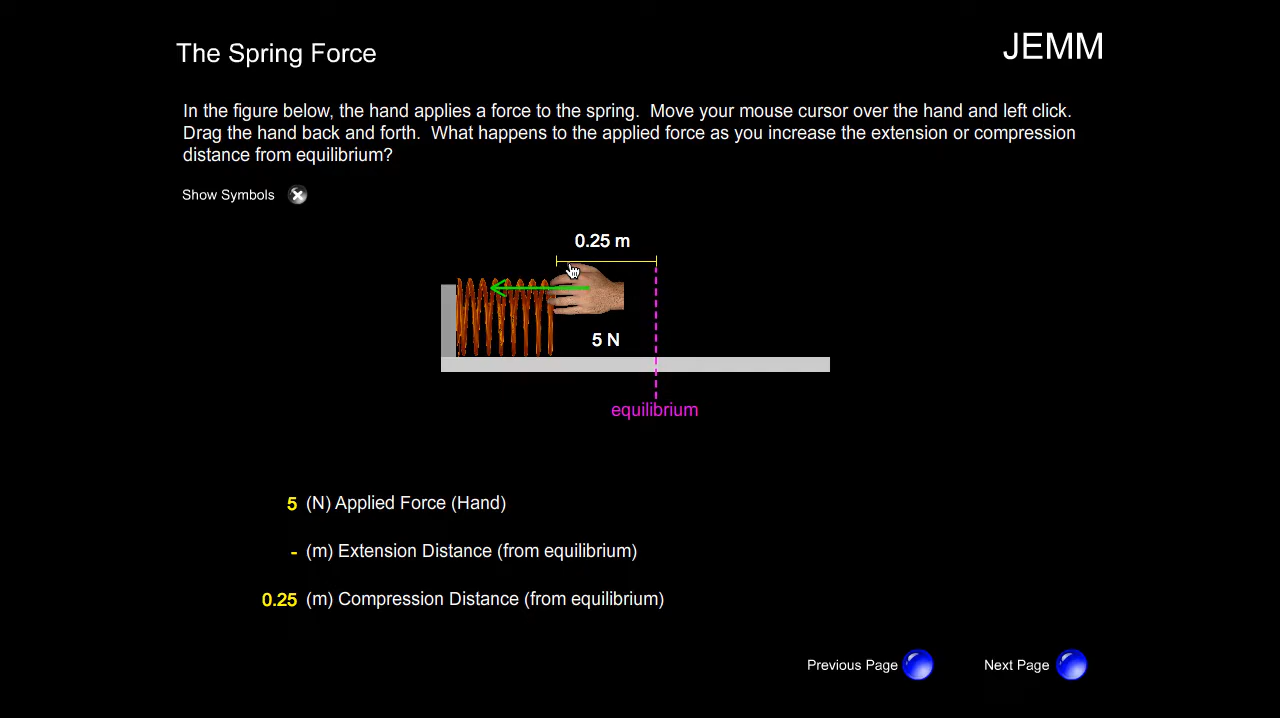 The Spring Force
JEMM
In the figure below, the hand applies a force to the spring.  Move your mouse cursor over the hand and left click.
Drag the hand back and forth.  What happens to the applied force as you increase the extension or compression
distance from equilibrium?
Show Symbols
0.25 m
5 N
equilibrium
5 (N) Applied Force (Hand)
- (m) Extension Distance (from equilibrium)
0.25 (m) Compression Distance (from equilibrium)
Previous Page Next Page